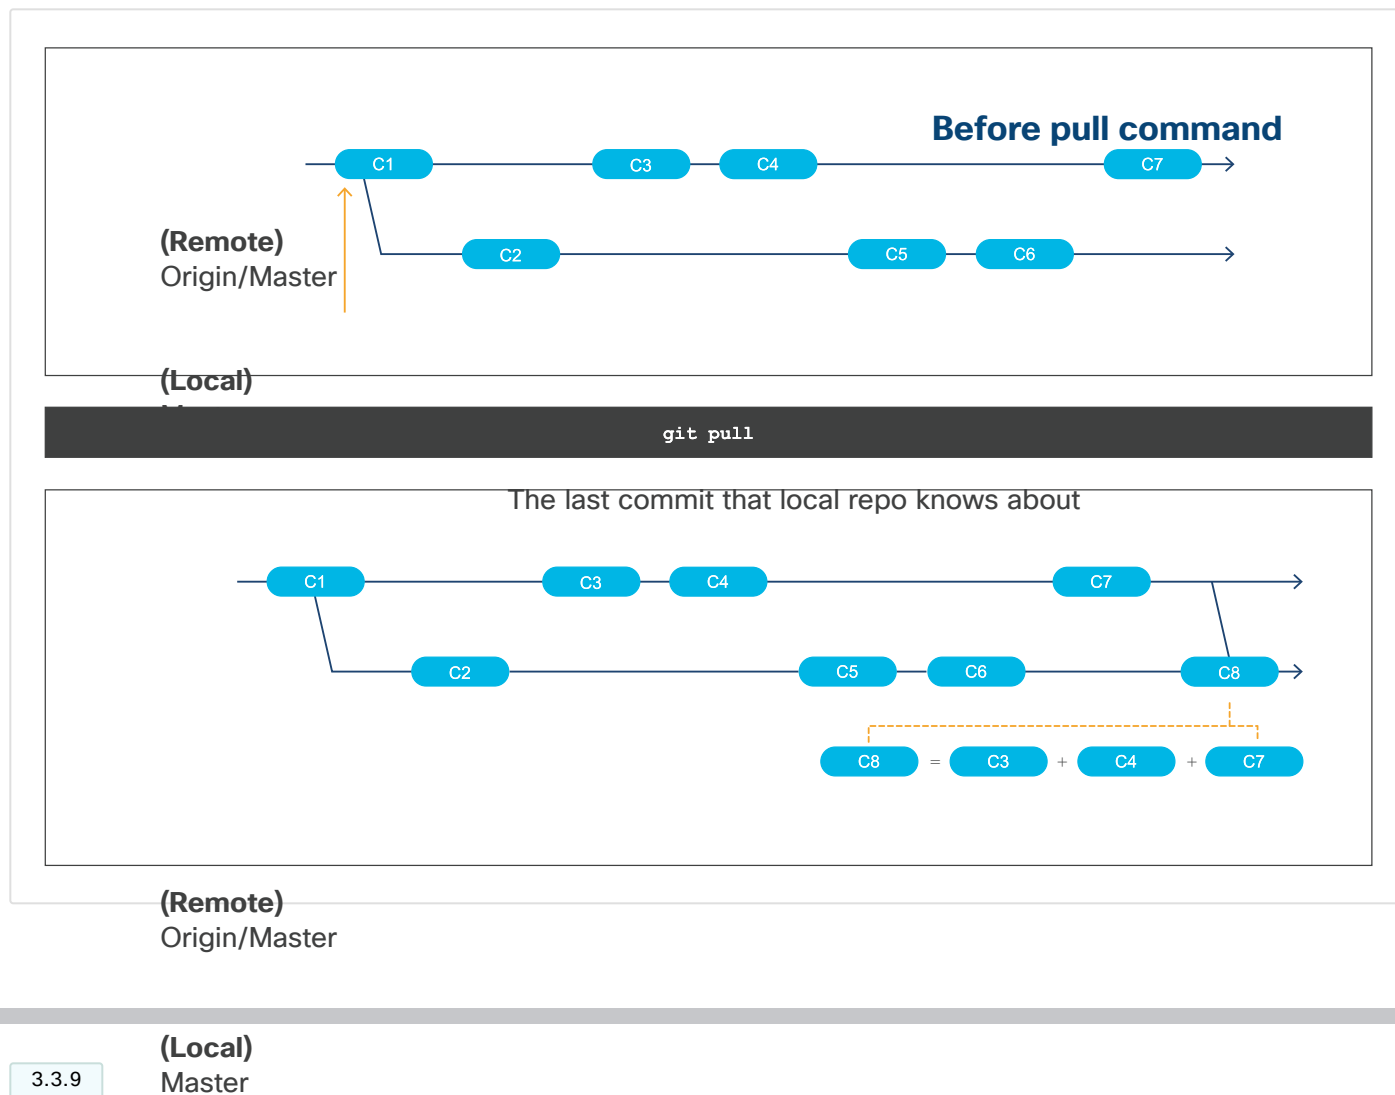 Before pull command
C1 C3 C4 C7
(Remote)
Origin/Master
C2 C5 C6
(Local)
git pull
The last commit that local repo knows about
C1 C3 C4 C7
C2 C5 C6 C8
C8 = C3 + C4 + C7
(Remote)
Origin/Master
(Local)
Master
3.3.9